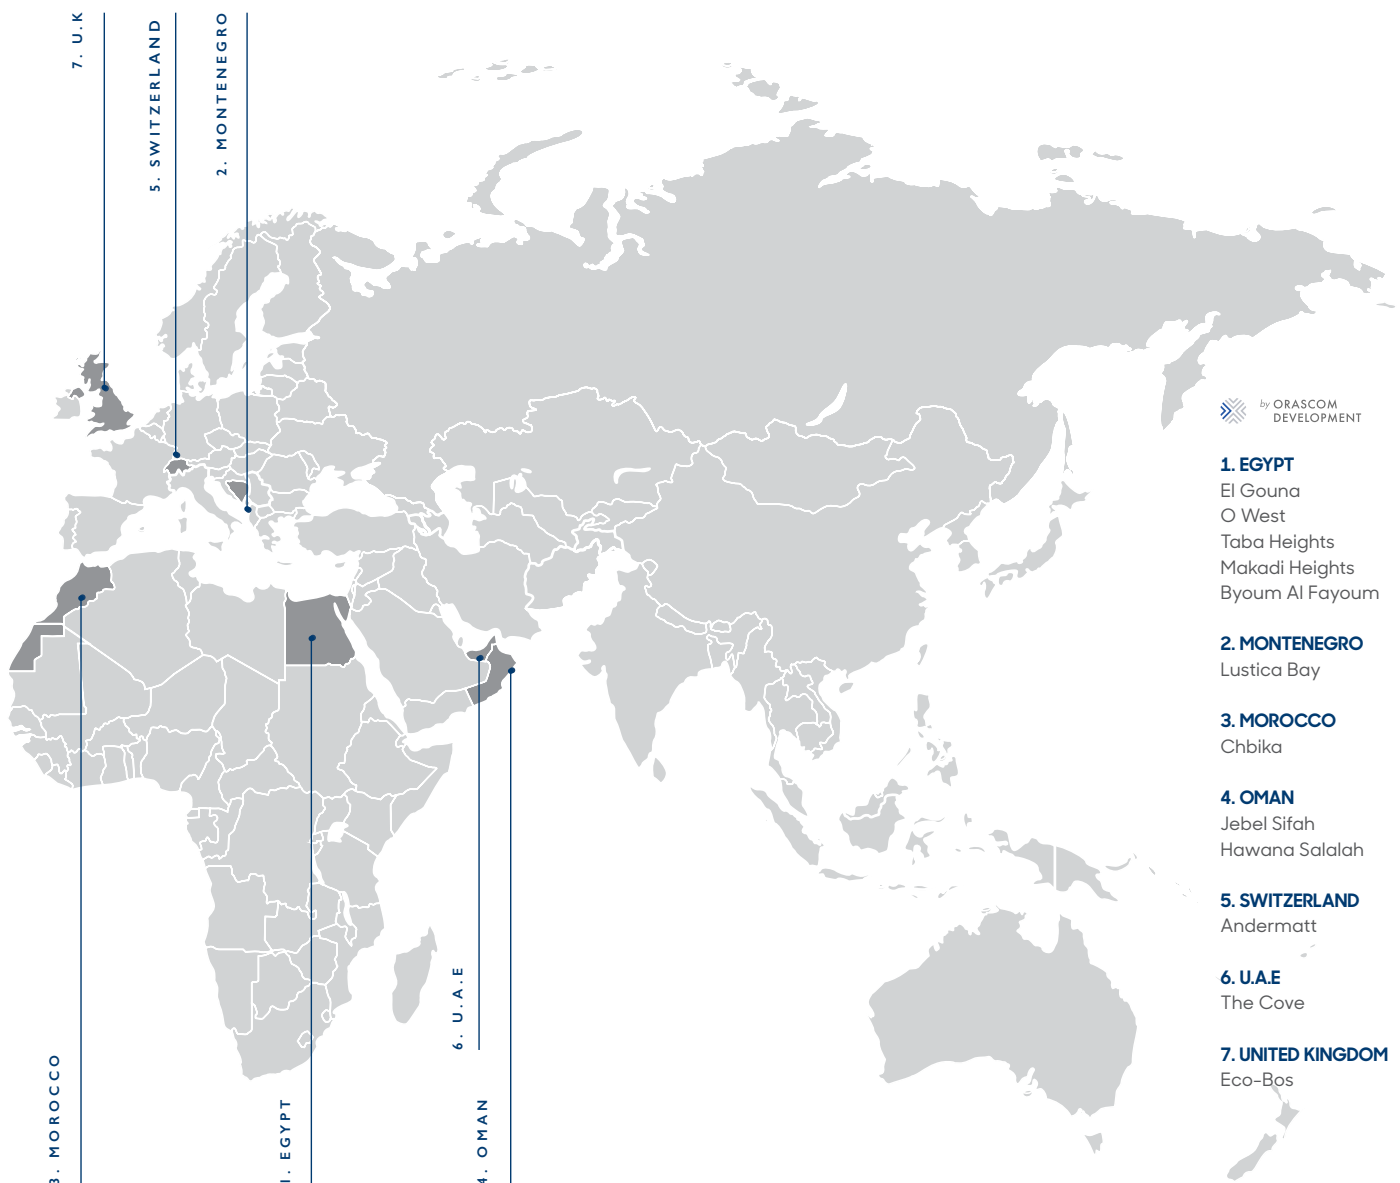 7. U.K
5. SWITZERLAND
2. MONTENEGRO
by ORASCOM
DEVELOPMENT
1. EGYPT
El Gouna
O West
Taba Heights
Makadi Heights
Byoum Al Fayoum
2. MONTENEGRO
Lustica Bay
3. MOROCCO
Chbika
4. OMAN
Jebel Sifah
Hawana Salalah
5. SWITZERLAND
Andermatt
6. U.A.E
The Cove
7. UNITED KINGDOM
Eco-Bos
3. MOROCCO
1. EGYPT
6. U.A.E
4. OMAN